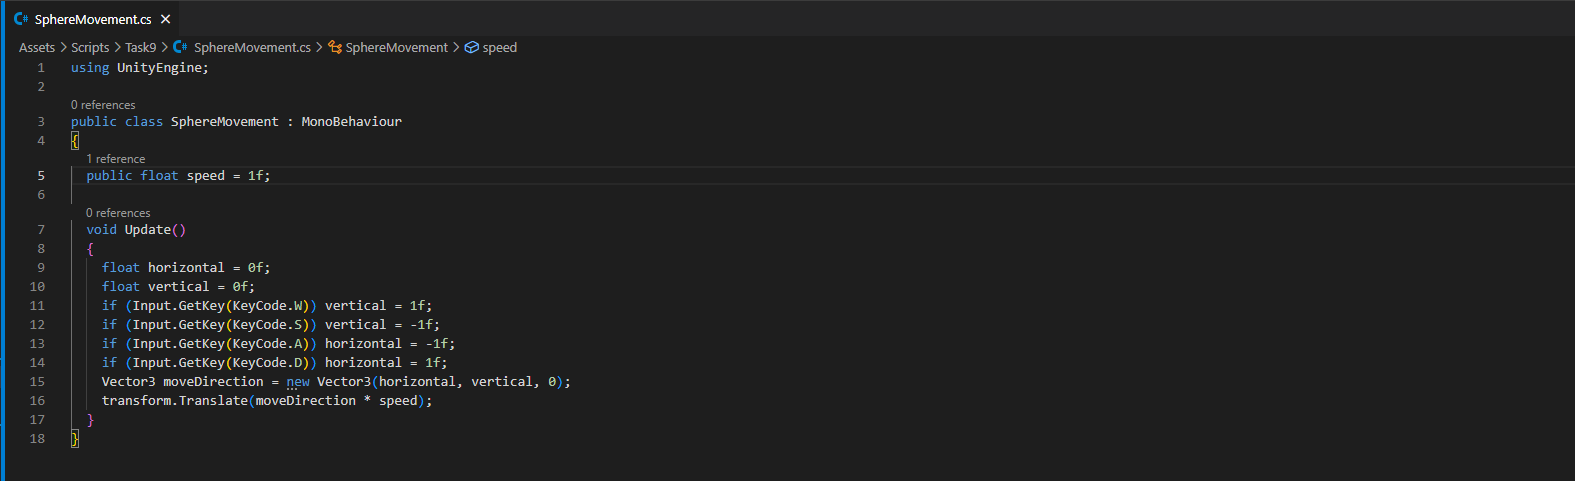 C# SphereMovement.cs ×
Assets > Scripts > Task9 > C# SphereMovement.cs > SphereMovement > speed
1 using UnityEngine;
2
0 references
3 public class SphereMovement : MonoBehaviour
4 {
1 reference
5 public float speed = 1f;
6
0 references
7 void Update()
8 {
9 float horizontal = 0f;
10 float vertical = 0f;
11 if (Input.GetKey(KeyCode.W)) vertical = 1f;
12 if (Input.GetKey(KeyCode.S)) vertical = -1f;
13 if (Input.GetKey(KeyCode.A)) horizontal = -1f;
14 if (Input.GetKey(KeyCode.D)) horizontal = 1f;
15 Vector3 moveDirection = new Vector3(horizontal, vertical, 0);
16 transform.Translate(moveDirection * speed);
17 }
18 }